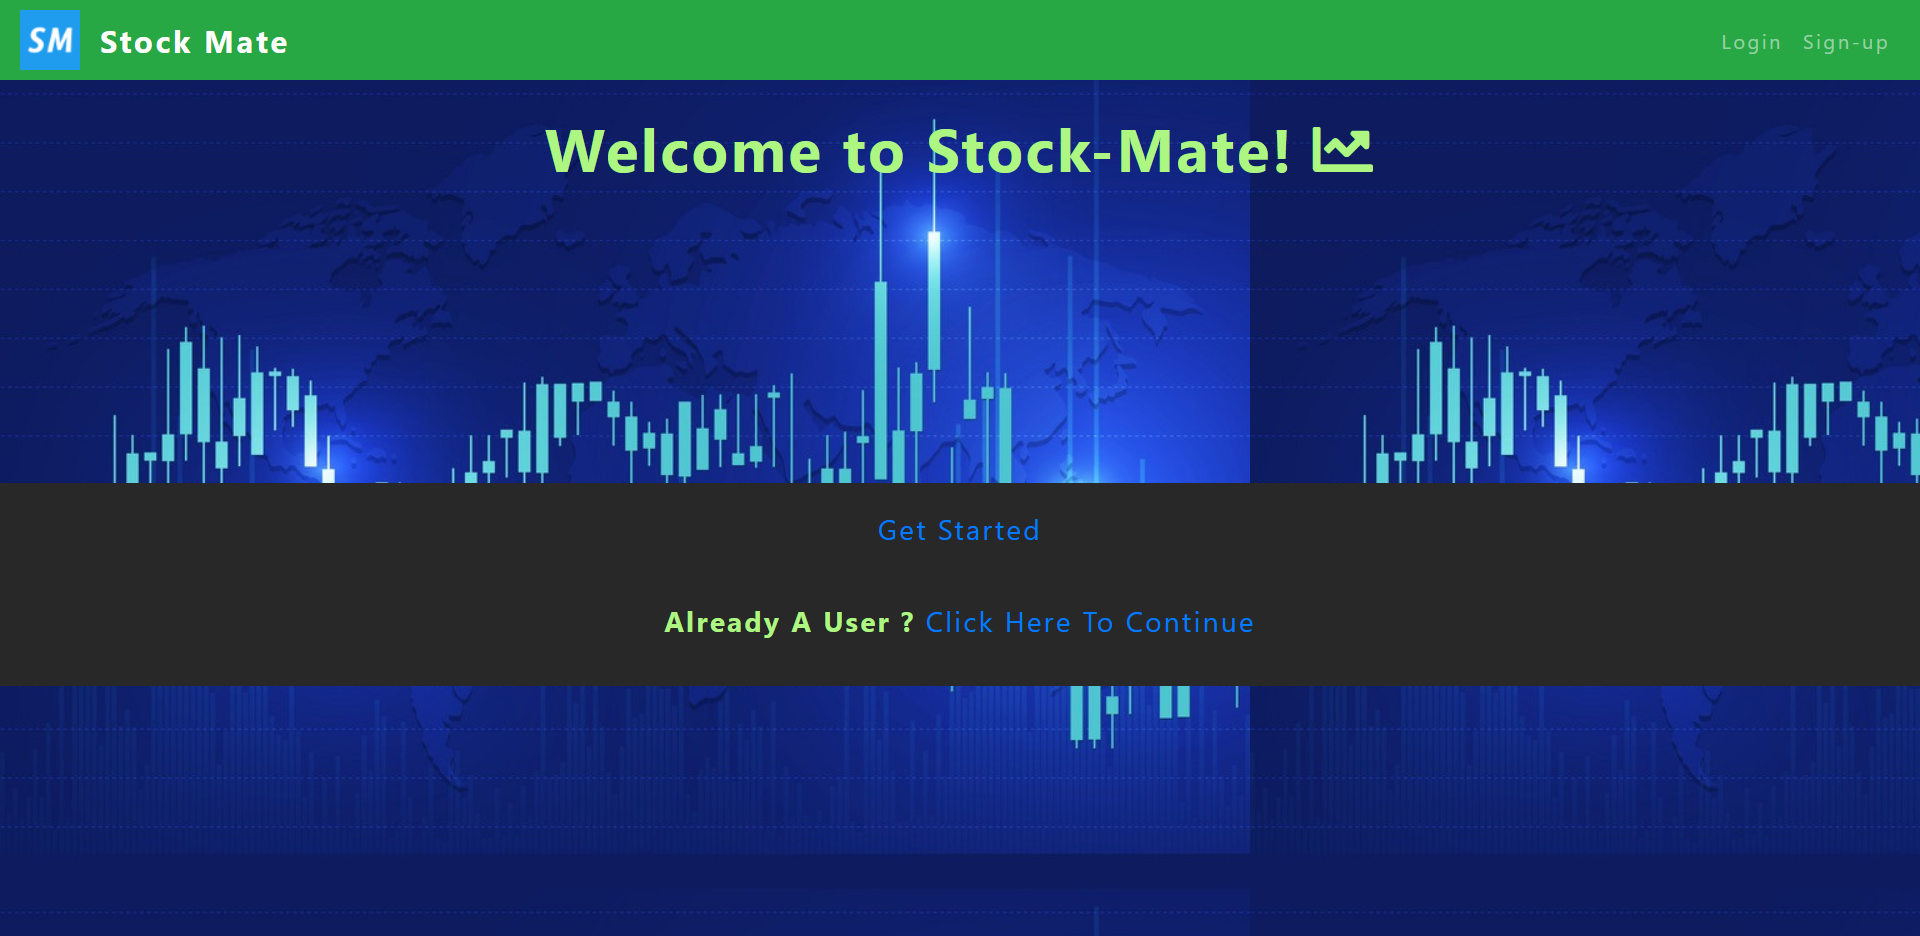 SM
Stock Mate
Login
Sign-up
Welcome to Stock-Mate!
Get Started
Already A User ? Click Here To Continue